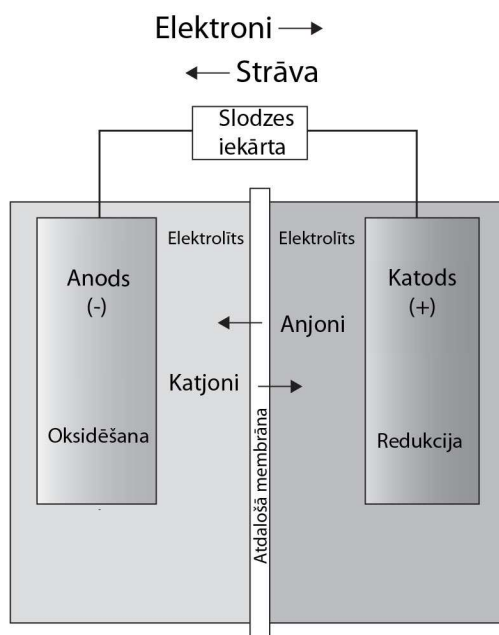 Elektroni
Strāva
Slodzes
iekārta
Elektrolīts
Elektrolīts
Anods
(-)
Katods
(+)
Anjoni
Katjoni
Oksidēšana
Redukcija
Atdalošā membrāna